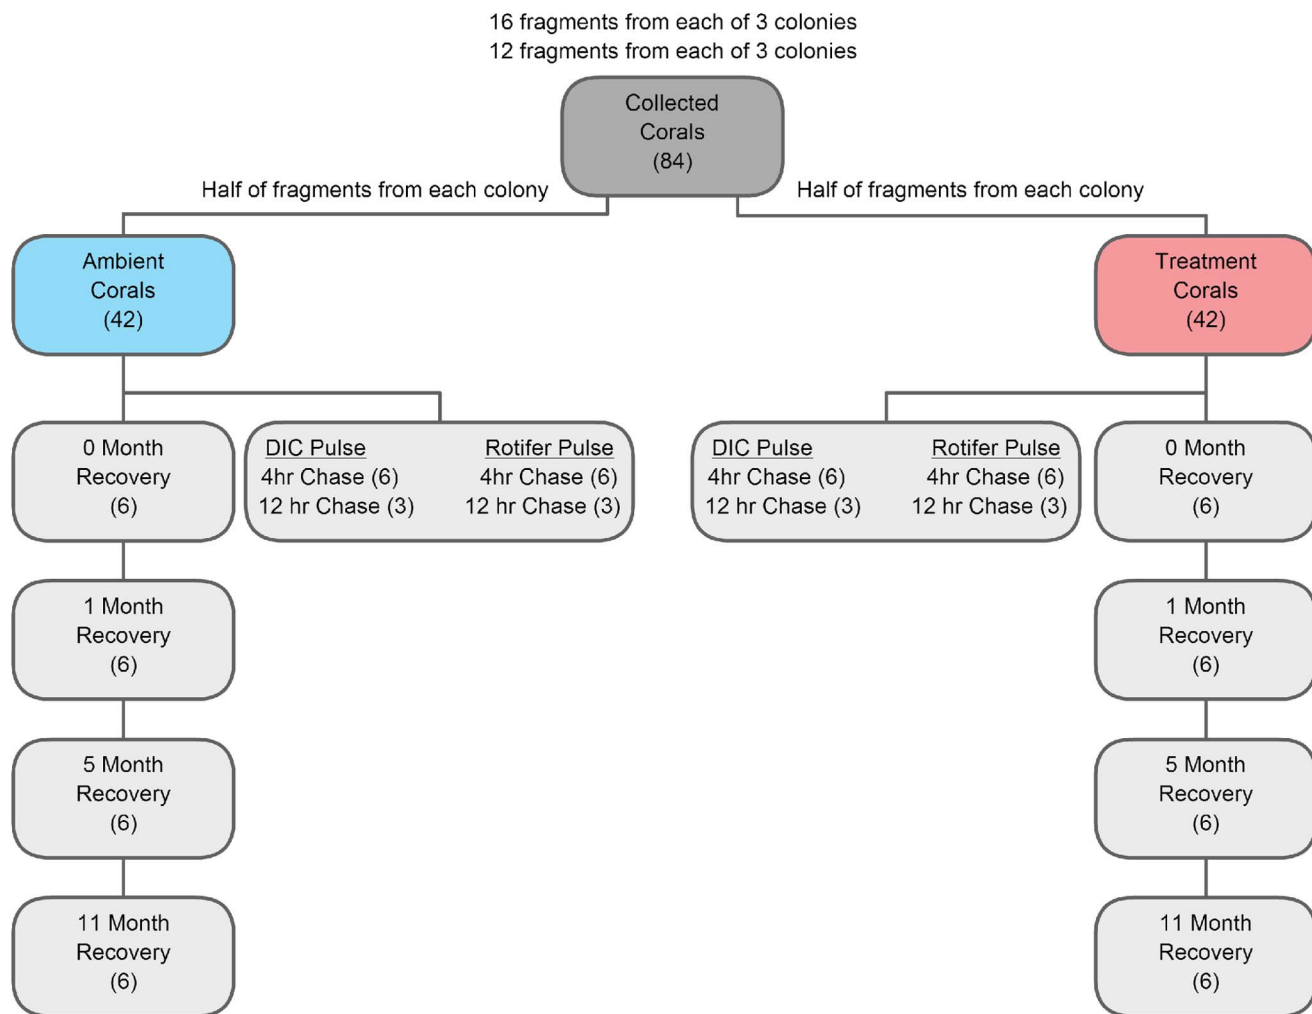 16 fragments from each of 3 colonies
12 fragments from each of 3 colonies
Collected
Corals
(84)
Half of fragments from each colony
Half of fragments from each colony
Ambient
Corals
(42)
Treatment
Corals
(42)
0 Month
Recovery
(6)
DIC Pulse
4hr Chase (6)
12 hr Chase (3)
Rotifer Pulse
4hr Chase (6)
12 hr Chase (3)
DIC Pulse
4hr Chase (6)
12 hr Chase (3)
Rotifer Pulse
4hr Chase (6)
12 hr Chase (3)
0 Month
Recovery
(6)
1 Month
Recovery
(6)
1 Month
Recovery
(6)
5 Month
Recovery
(6)
5 Month
Recovery
(6)
11 Month
Recovery
(6)
11 Month
Recovery
(6)